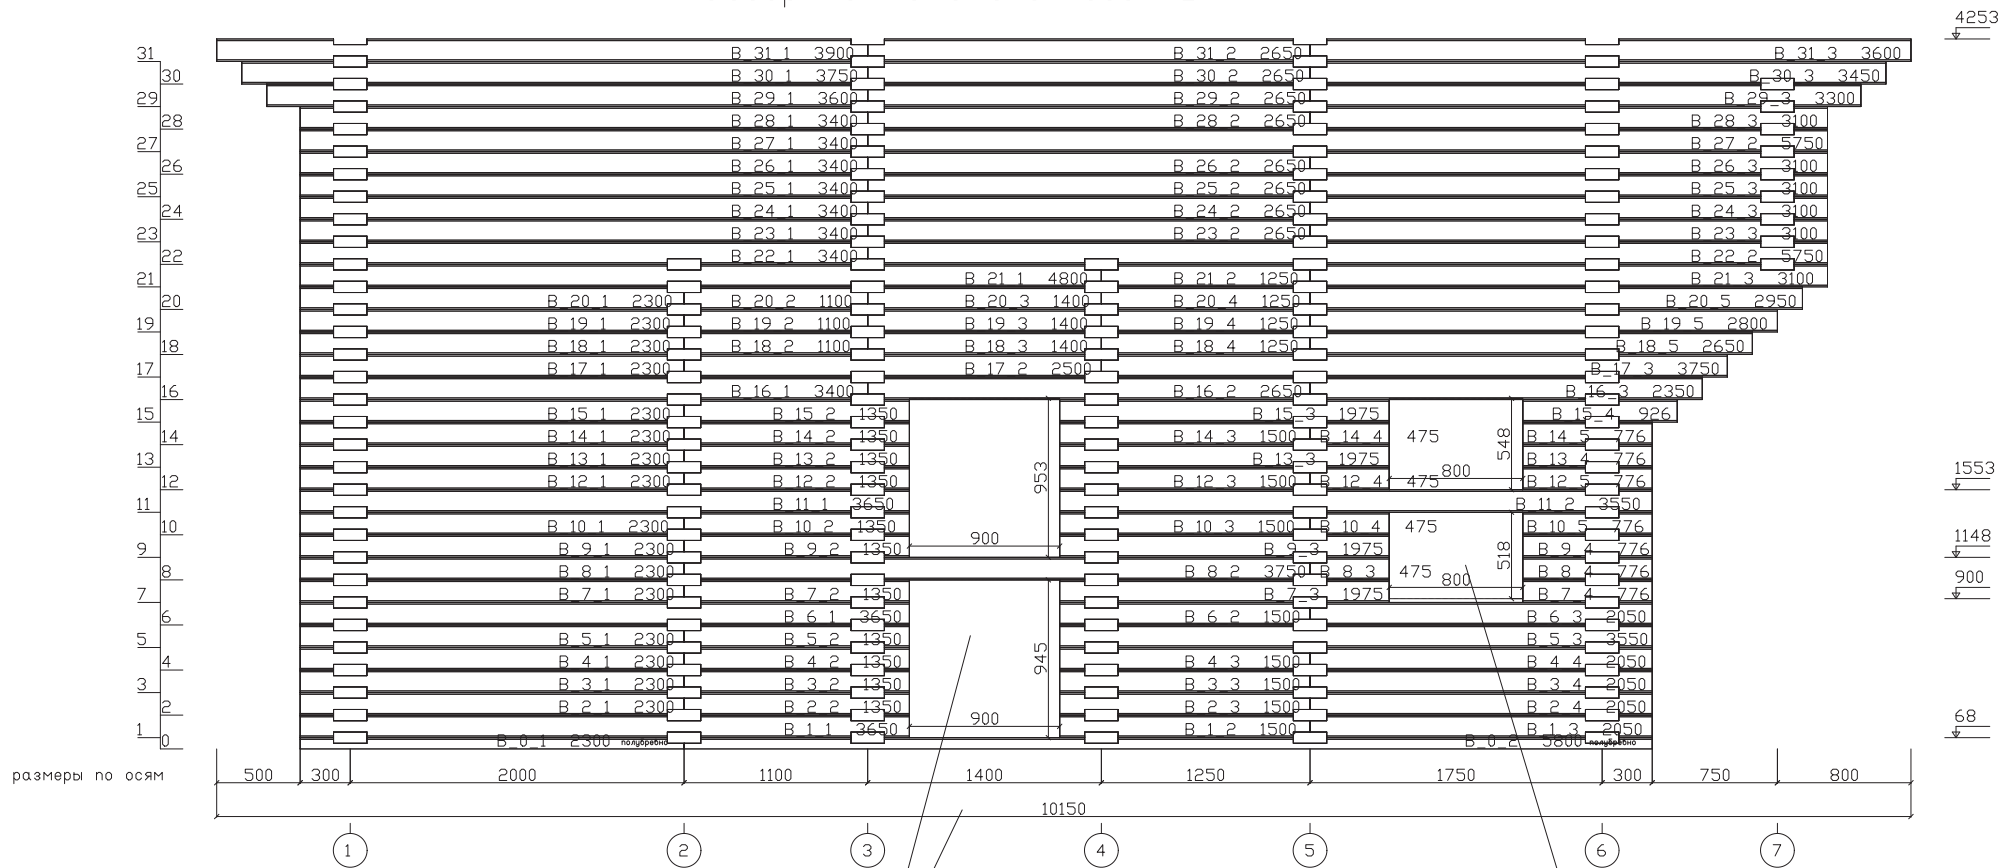 4253
31 B_31_1 3900 B_31_2 2650 B_31_3 3600
30 B_30_1 3750 B_30_2 2650 B_30_3 3450
29 B_29_1 3600 B_29_2 2650 B_29_3 3300
28 B_28_1 3400 B_28_2 2650 B_28_3 3100
27 B_27_1 3400 B_27_2 5750
26 B_26_1 3400 B_26_2 2650 B_26_3 3100
25 B_25_1 3400 B_25_2 2650 B_25_3 3100
24 B_24_1 3400 B_24_2 2650 B_24_3 3100
23 B_23_1 3400 B_23_2 2650 B_23_3 3100
22 B_22_1 3400 B_22_2 5750
21 B_21_1 4800 B_21_2 1250 B_21_3 3100
20 B_20_1 2300 B_20_2 1100 B_20_3 1400 B_20_4 1250 B_20_5 2950
19 B_19_1 2300 B_19_2 1100 B_19_3 1400 B_19_4 1250 B_19_5 2800
18 B_18_1 2300 B_18_2 1100 B_18_3 1400 B_18_4 1250 B_18_5 2650
17 B_17_1 2300 B_17_2 2500 B_17_3 3750
16 B_16_1 3400 B_16_2 2650 B_16_3 2350
15 B_15_1 2300 B_15_2 1350 B_15_3 1975 B_15_4 926
14 B_14_1 2300 B_14_2 1350 B_14_3 1500 B_14_4 475 548 B_14_5 776
13 B_13_1 2300 B_13_2 1350 953 B_13_3 1975 800 B_13_4 776 1553
12 B_12_1 2300 B_12_2 1350 B_12_3 1500 B_12_4 475 B_12_5 776
11 B_11_1 3650 B_11_2 3550
10 B_10_1 2300 B_10_2 1350 900 B_10_3 1500 B_10_4 475 B_10_5 776 1148
9 B_9_1 2300 B_9_2 1350 B_9_3 1975 518 B_9_4 776
8 B_8_1 2300 B_8_2 3750 B_8_3 475 800 B_8_4 776 900
7 B_7_1 2300 B_7_2 1350 B_7_3 1975 B_7_4 776
6 B_6_1 3650 B_6_2 1500 B_6_3 2050
5 B_5_1 2300 B_5_2 1350 945 B_5_3 3550
4 B_4_1 2300 B_4_2 1350 B_4_3 1500 B_4_4 2050
3 B_3_1 2300 B_3_2 1350 B_3_3 1500 B_3_4 2050
2 B_2_1 2300 B_2_2 1350 900 B_2_3 1500 B_2_4 2050 68
1 B_1_1 3650 B_1_2 1500 B_1_3 2050
0 B_0_1 2300 полубревно B_0_2 5800 полубревно
размеры по осям 500 300 2000 1100 1400 1250 1750 300 750 800
10150
1 2 3 4 5 6 7